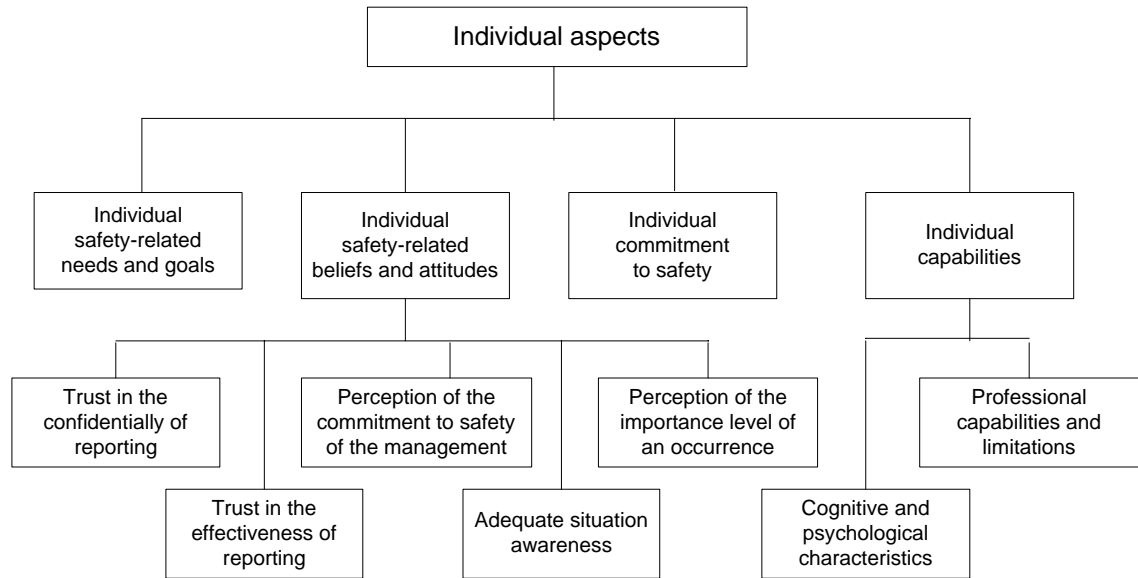 Individual aspects
Individual
safety-related
needs and goals
Individual
safety-related
beliefs and attitudes
Individual
commitment
to safety
Individual
capabilities
Trust in the
confidentially of
reporting
Perception of the
commitment to safety
of the management
Perception of the
importance level of
an occurrence
Professional
capabilities and
limitations
Trust in the
effectiveness of
reporting
Adequate situation
awareness
Cognitive and
psychological
characteristics